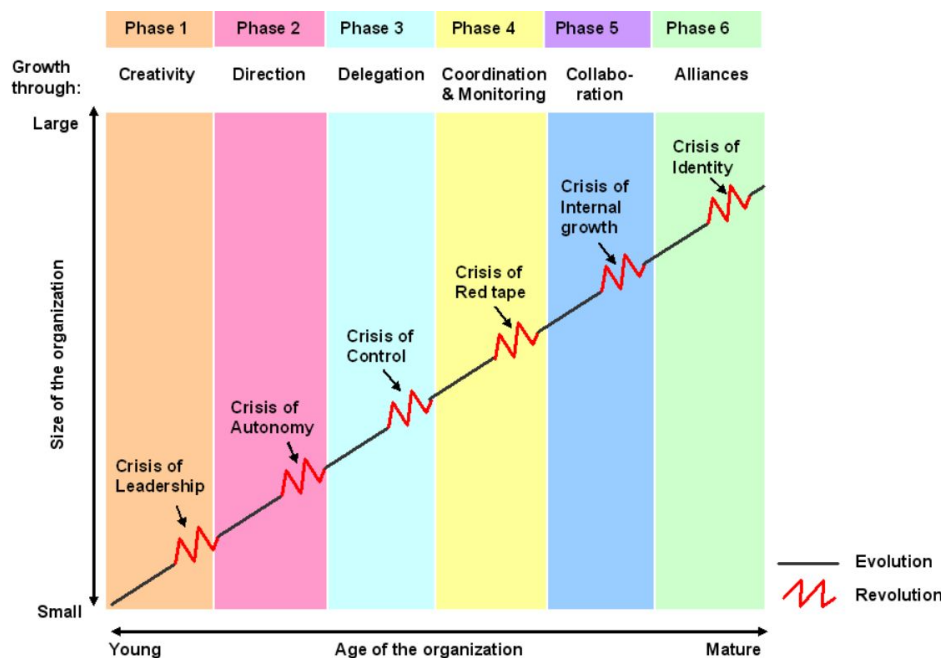 Phase 1 Phase 2 Phase 3 Phase 4 Phase 5 Phase 6
Growth
through:
Creativity Direction Delegation Coordination
& Monitoring
Collabo-
ration
Alliances
Large
Crisis of
Identity
Crisis of
Internal
growth
Crisis of
Red tape
Crisis of
Control
Crisis of
Autonomy
Crisis of
Leadership
Size of the organization
Small
Evolution
Revolution
Young Age of the organization Mature